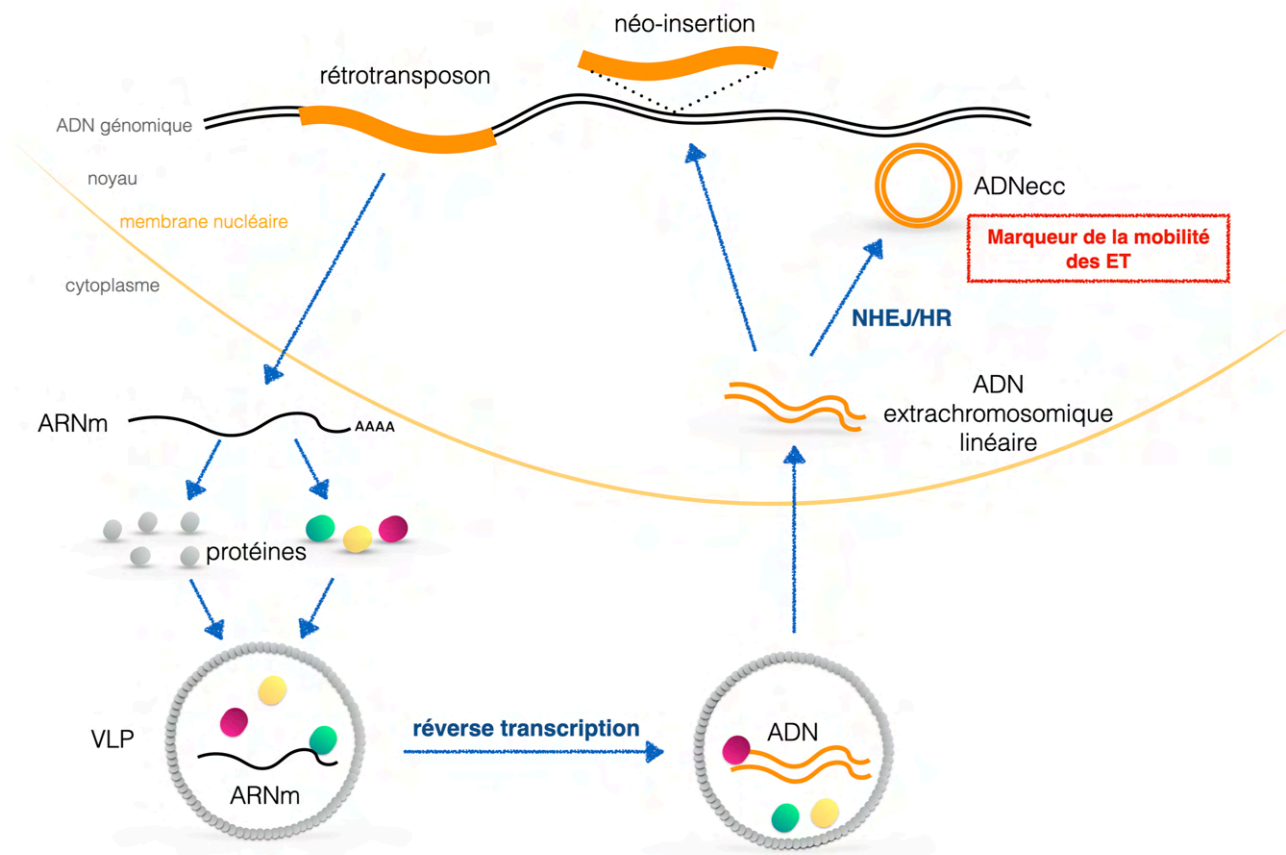 néo-insertion
rétrotransposon
ADN génomique
noyau
ADNecc
membrane nucléaire
Marqueur de la mobilité
des ET
cytoplasme
NHEJ/HR
ADN
extrachromosomique
linéaire
ARNm
AAAA
protéines
réverse transcription
VLP
ADN
ARNm